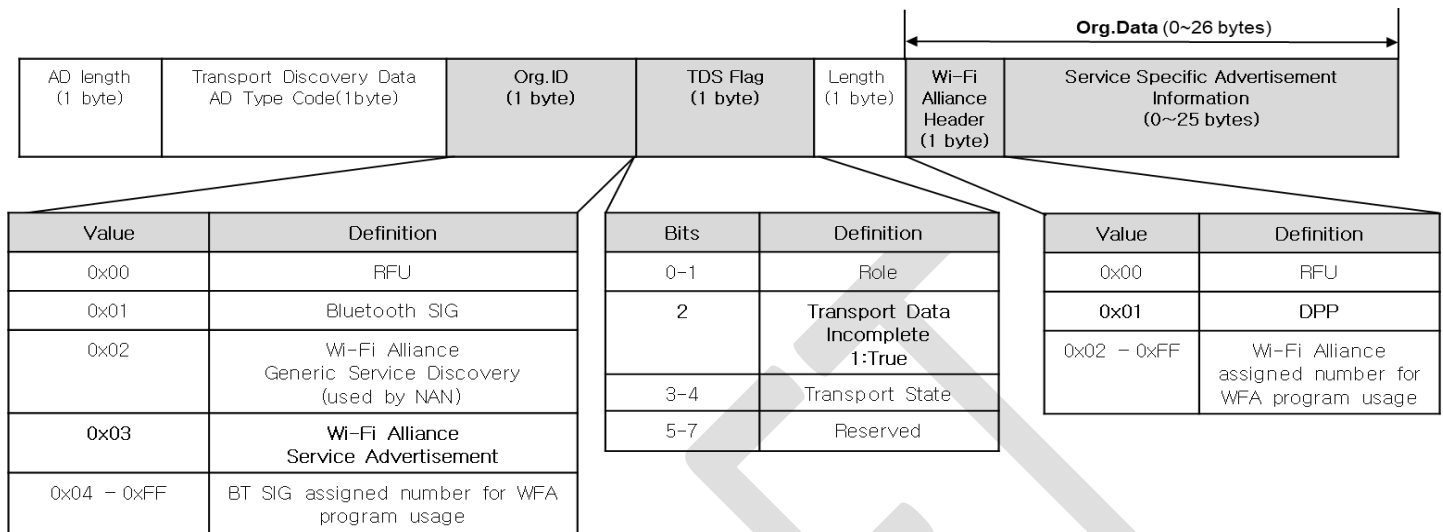 Org.Data (0~26 bytes)
AD length
(1 byte)
Transport Discovery Data
AD Type Code(1byte)
Org.ID
(1 byte)
TDS Flag
(1 byte)
Length
(1 byte)
Wi-Fi
Alliance
Header
(1 byte)
Service Specific Advertisement
Information
(0~25 bytes)
Value
Definition
0x00
RFU
0x01
Bluetooth SIG
0x02
Wi-Fi Alliance
Generic Service Discovery
(used by NAN)
0x03
Wi-Fi Alliance
Service Advertisement
0x04 - 0xFF
BT SIG assigned number for WFA
program usage
Bits
Definition
0-1
Role
2
Transport Data
Incomplete
1:True
3-4
Transport State
5-7
Reserved
Value
Definition
0x00
RFU
0x01
DPP
0x02 - 0xFF
Wi-Fi Alliance
assigned number for
WFA program usage